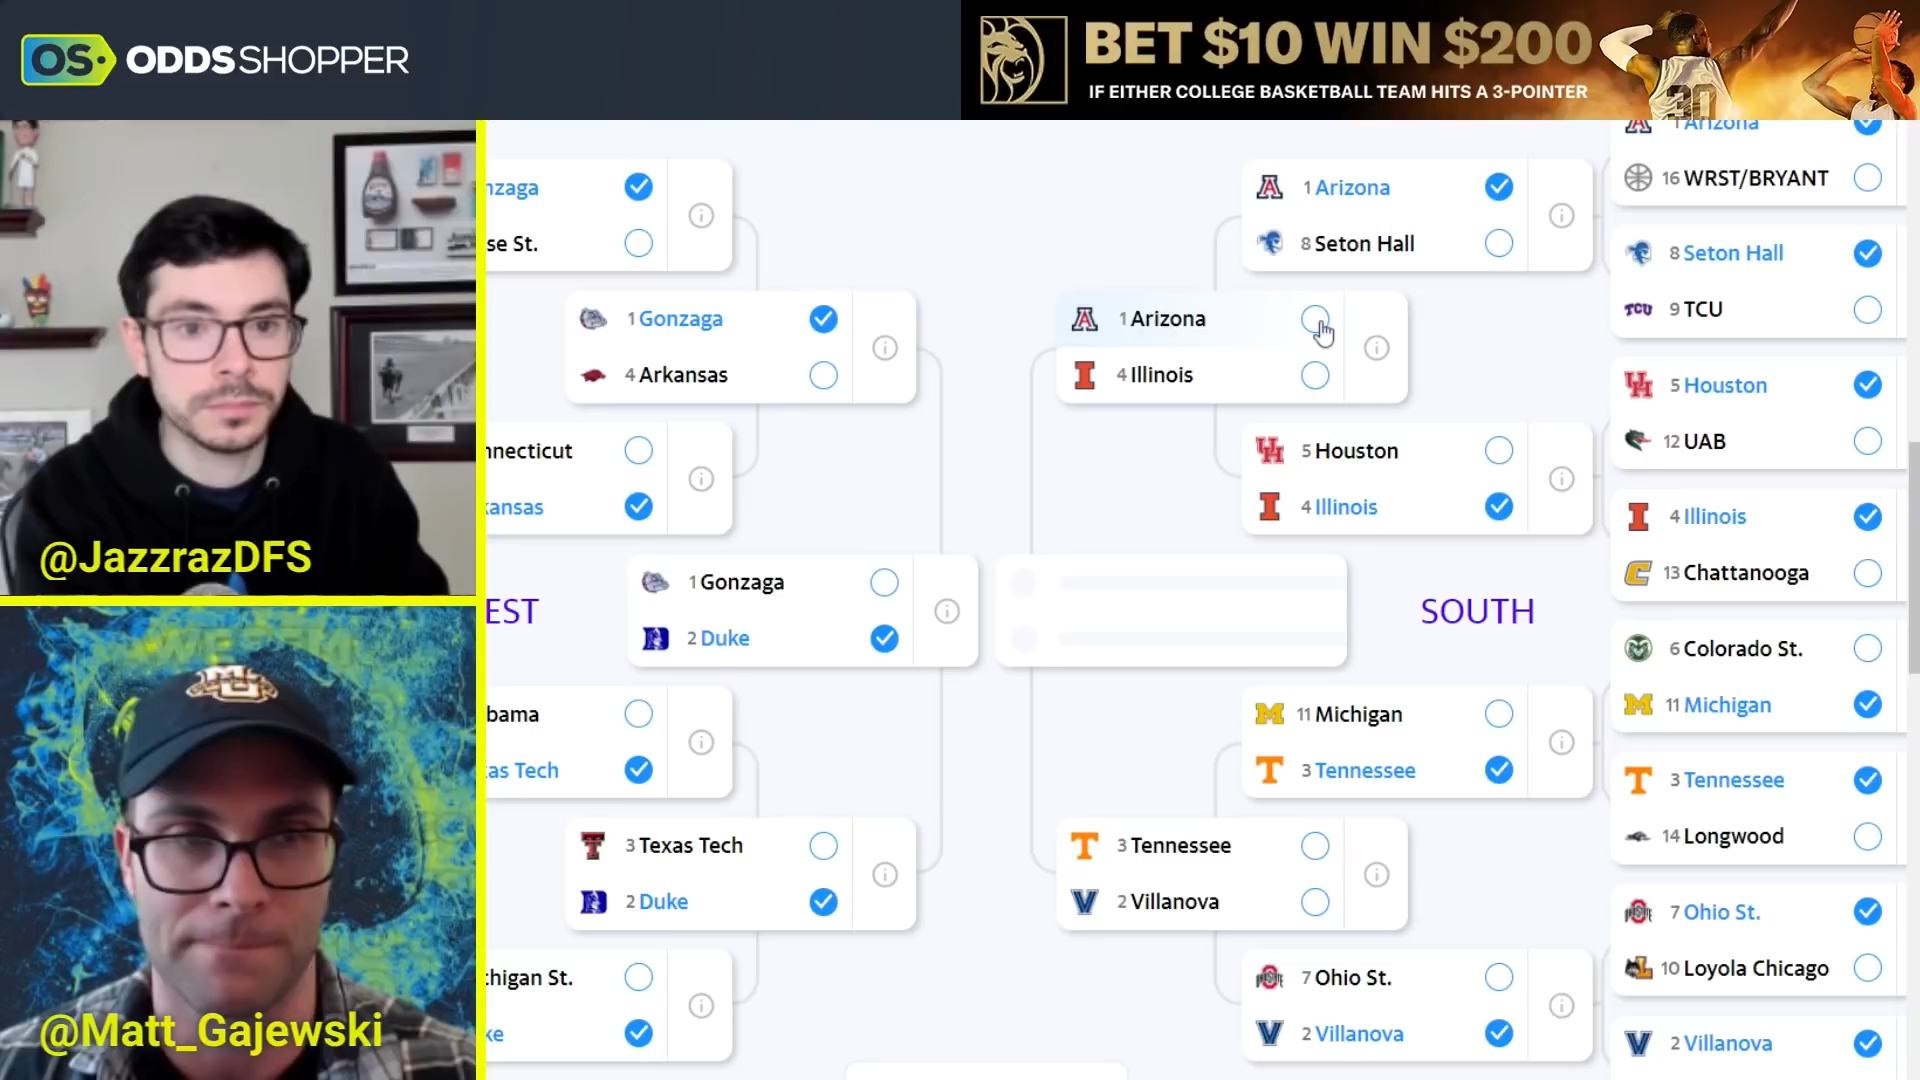 OS ODDSSHOPPER
BET $10 WIN $200
IF EITHER COLLEGE BASKETBALL TEAM HITS A 3-POINTER
30
@JazzrazDFS
@Matt_Gajewski
nzaga
se St.
1 Gonzaga
4 Arkansas
nnecticut
kansas
1 Gonzaga
2 Duke
EST
bama
as Tech
3 Texas Tech
2 Duke
higan St.
ke
1 Arizona
8 Seton Hall
1 Arizona
4 Illinois
5 Houston
4 Illinois
SOUTH
11 Michigan
3 Tennessee
3 Tennessee
2 Villanova
7 Ohio St.
2 Villanova
1 Arizona
16 WRST/BRYANT
8 Seton Hall
TCU 9 TCU
5 Houston
12 UAB
4 Illinois
13 Chattanooga
6 Colorado St.
11 Michigan
3 Tennessee
14 Longwood
7 Ohio St.
10 Loyola Chicago
2 Villanova